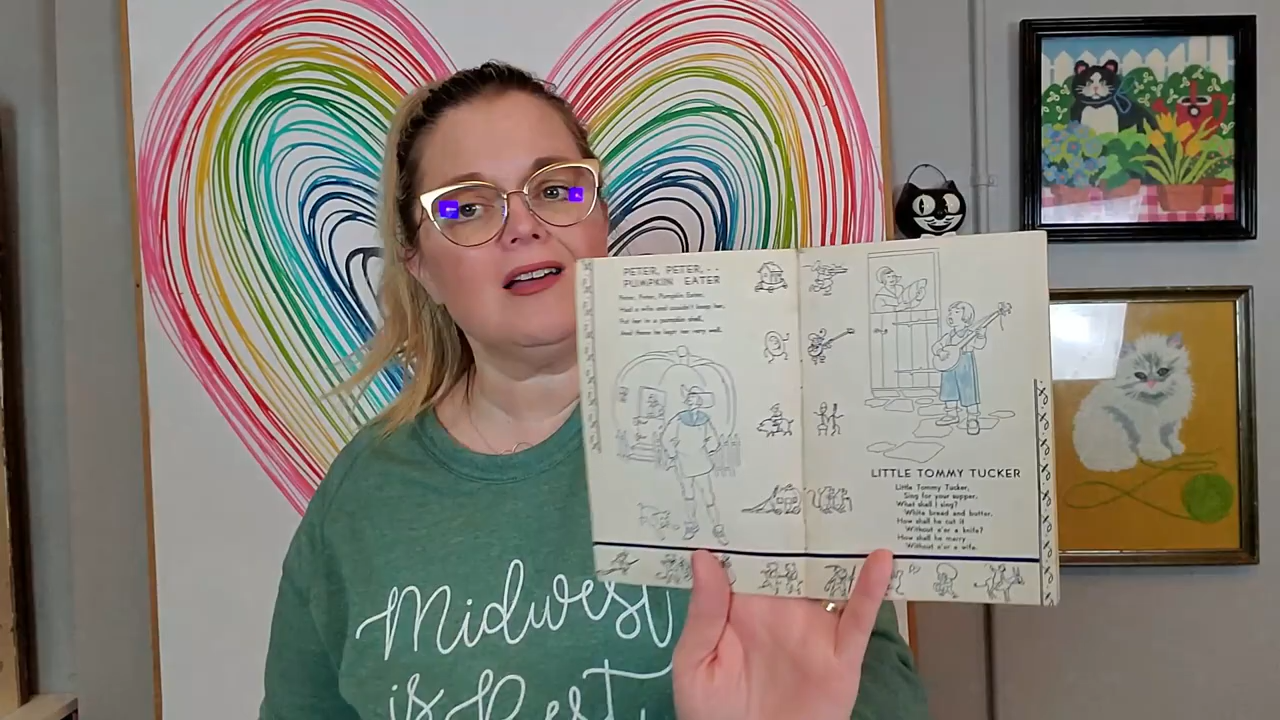 PETER, PETER, --
PUMPKIN EATER
Peter, Peter, Pumpkin Eater,
Had a wife and couldn't keep her,
Put her in a pumpkin shell,
And there he kept her very well.
LITTLE TOMMY TUCKER
Little Tommy Tucker,
Sing for your supper.
What shall I sing?
White bread and butter.
How shall he cut it
Without e'er a knife?
How shall he marry
Without e'er a wife.
Midwest
is Best